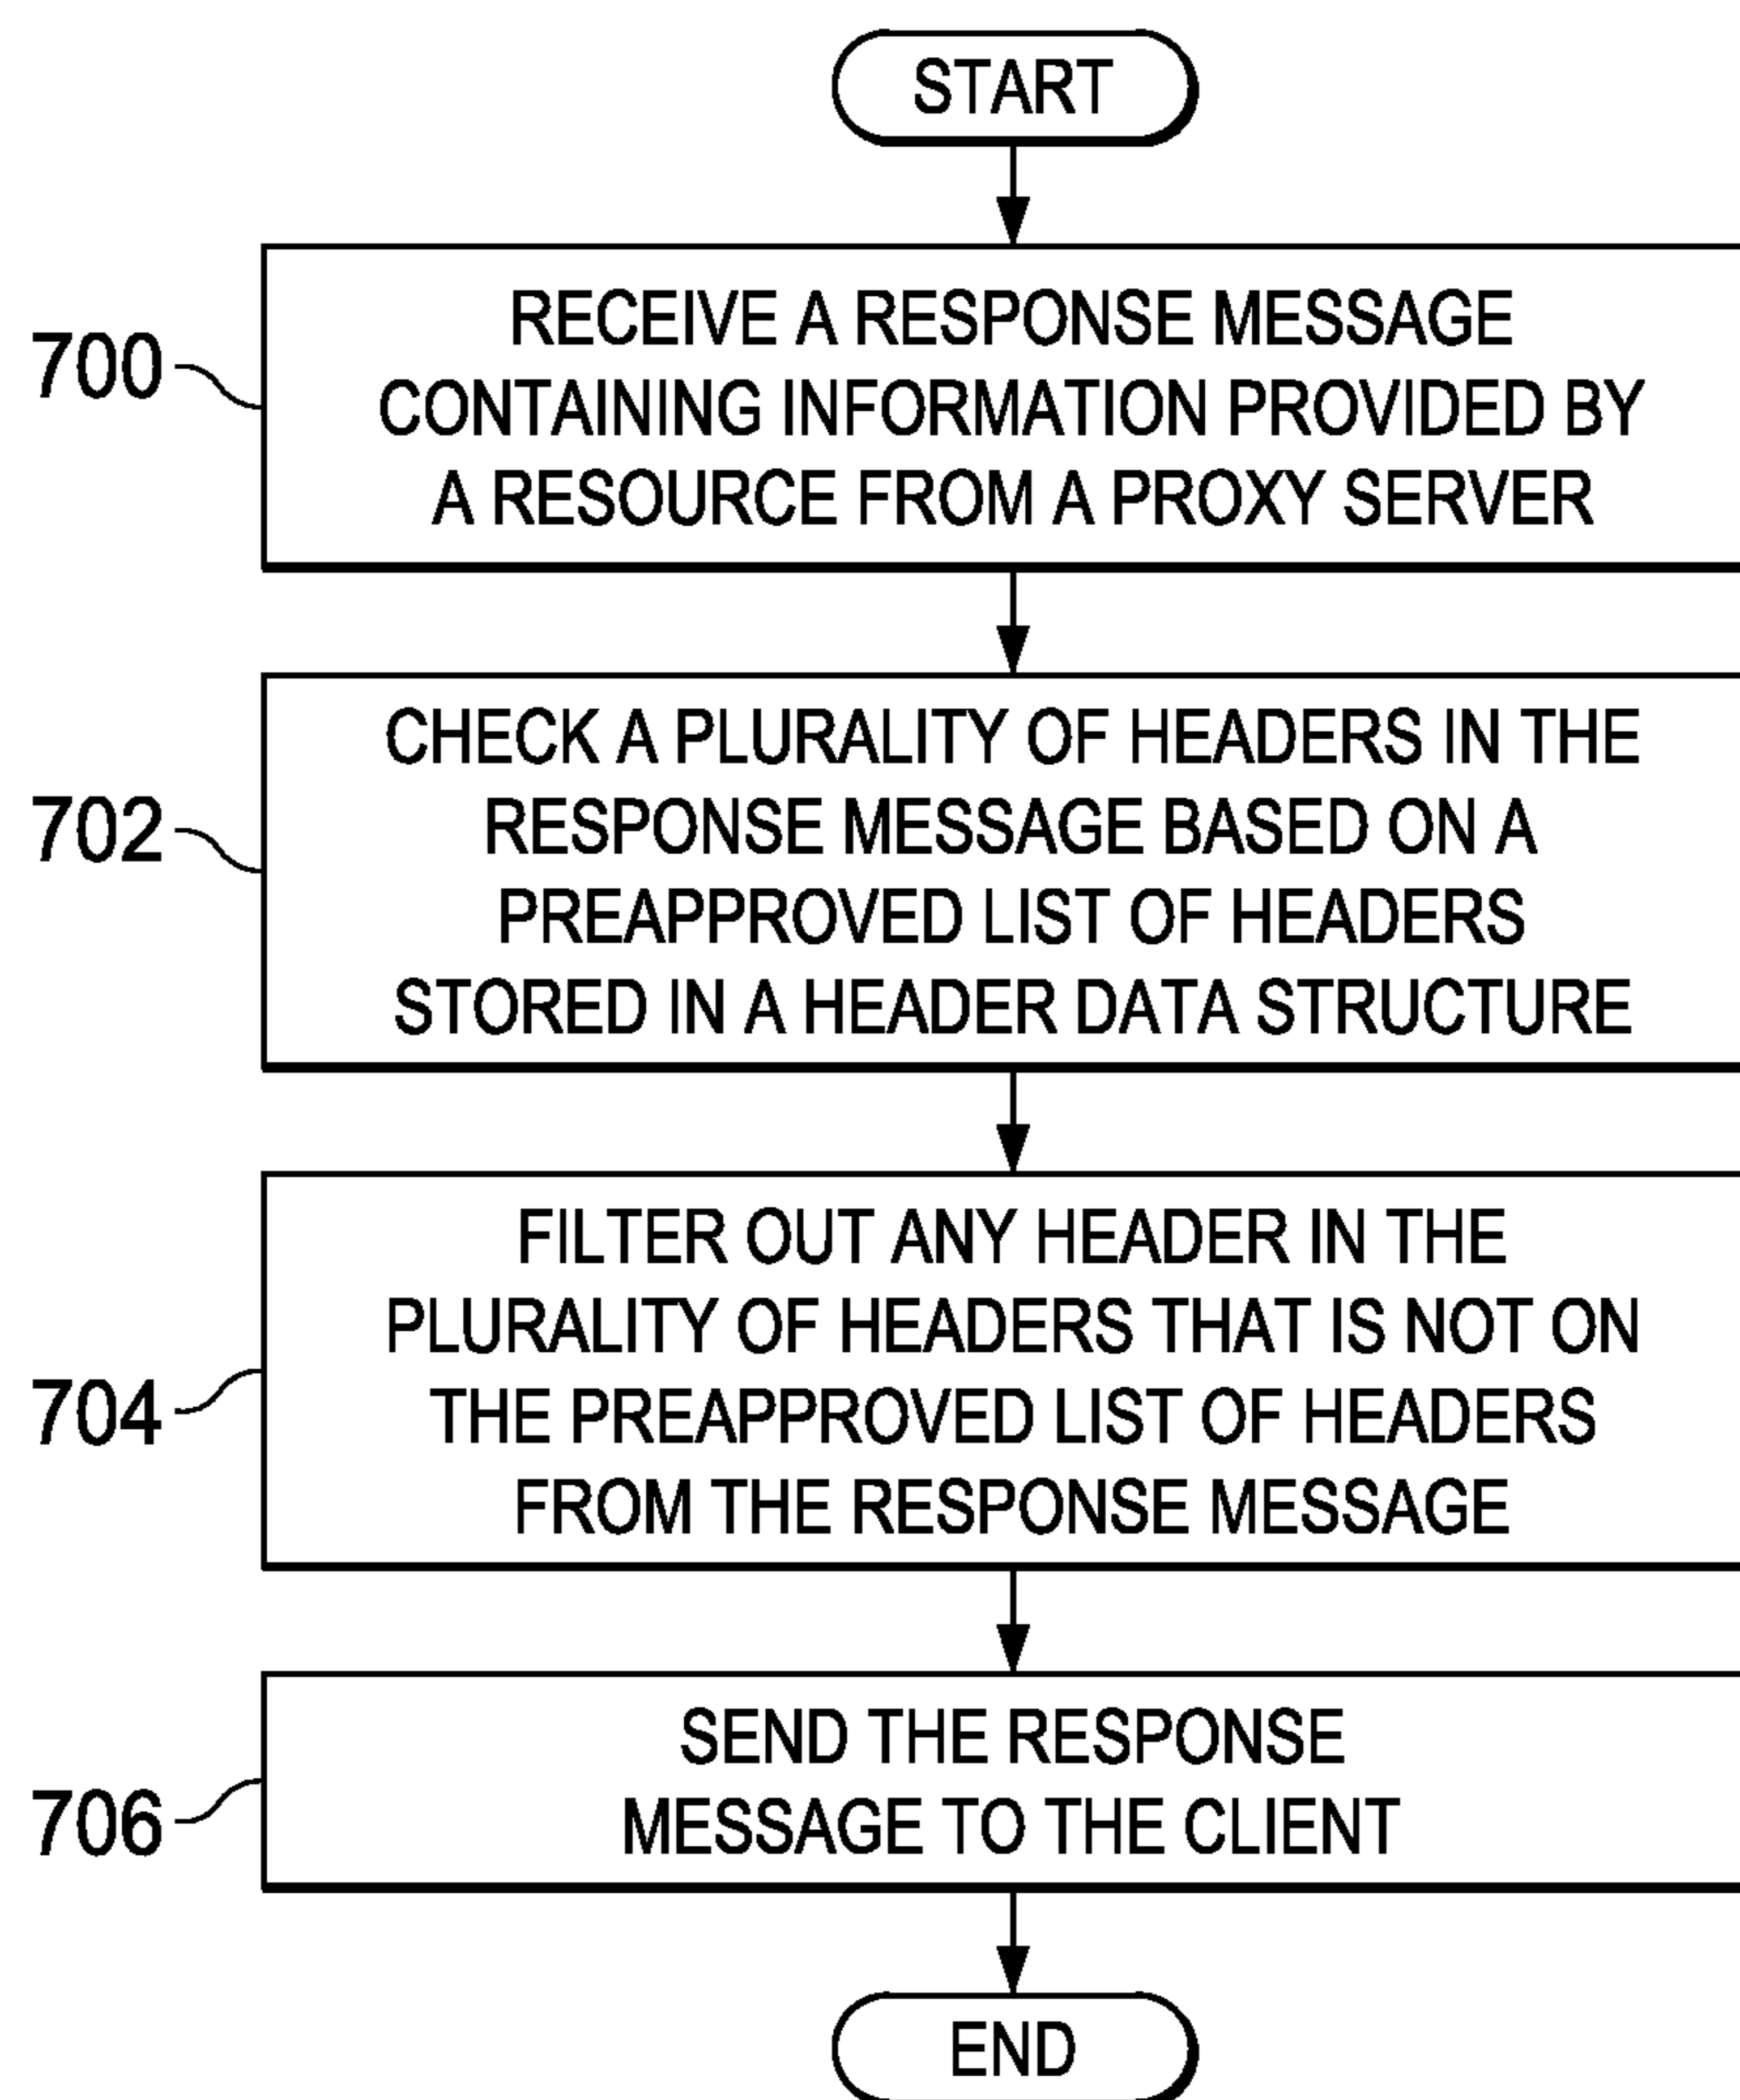 START
700
RECEIVE A RESPONSE MESSAGE
CONTAINING INFORMATION PROVIDED BY
A RESOURCE FROM A PROXY SERVER
702
CHECK A PLURALITY OF HEADERS IN THE
RESPONSE MESSAGE BASED ON A
PREAPPROVED LIST OF HEADERS
STORED IN A HEADER DATA STRUCTURE
704
FILTER OUT ANY HEADER IN THE
PLURALITY OF HEADERS THAT IS NOT ON
THE PREAPPROVED LIST OF HEADERS
FROM THE RESPONSE MESSAGE
706
SEND THE RESPONSE
MESSAGE TO THE CLIENT
END